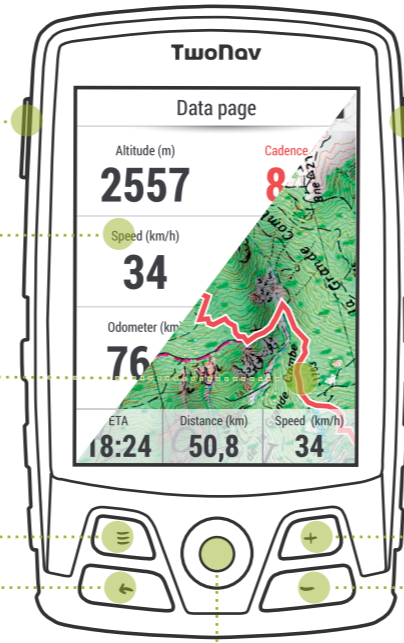 TwoNav
Data page
Altitude (m)
Cadence
2557
8
Speed (km/h)
34
Odometer (km
76
ETA
Distance (km)
Speed (km/h)
18:24
50,8
34
+
-